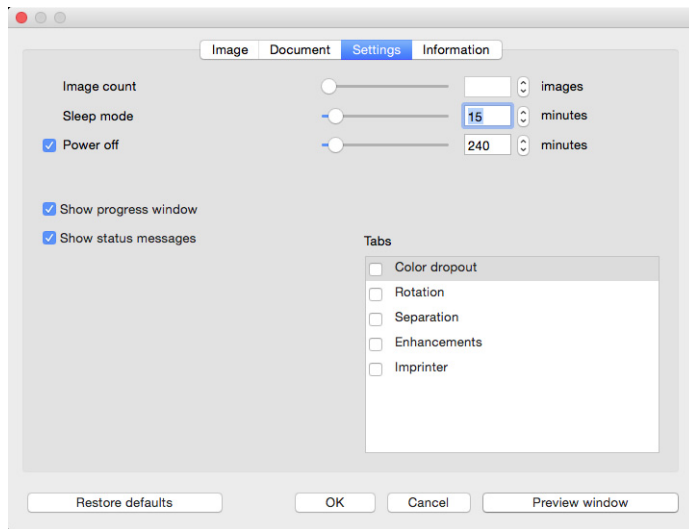 Image Document Settings Information
Image count images
Sleep mode 15 minutes
Power off 240 minutes
Show progress window
Show status messages
Tabs
Color dropout
Rotation
Separation
Enhancements
Imprinter
Restore defaults OK Cancel Preview window